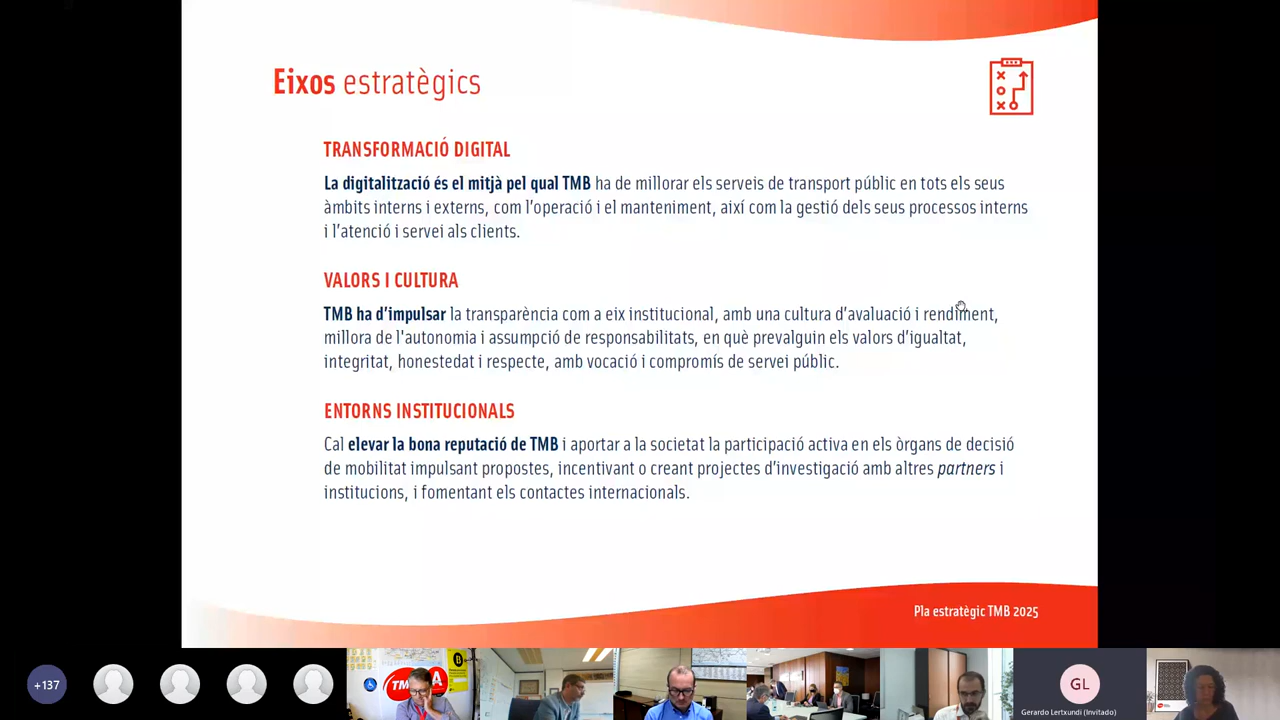 Eixos estratègics
TRANSFORMACIÓ DIGITAL
La digitalització és el mitjà pel qual TMB ha de millorar els serveis de transport públic en tots els seus
àmbits interns i externs, com l'operació i el manteniment, així com la gestió dels seus processos interns
i l'atenció i servei als clients.
VALORS I CULTURA
TMB ha d'impulsar la transparència com a eix institucional, amb una cultura d'avaluació i rendiment,
millora de l'autonomia i assumpció de responsabilitats, en què prevalguin els valors d'igualtat,
integritat, honestedat i respecte, amb vocació i compromís de servei públic.
ENTORNS INSTITUCIONALS
Cal elevar la bona reputació de TMB i aportar a la societat la participació activa en els òrgans de decisió
de mobilitat impulsant propostes, incentivant o creant projectes d'investigació amb altres partners i
institucions, i fomentant els contactes internacionals.
Pla estratègic TMB 2025
+137
GL
Gerardo Lertxundi (Invitado)